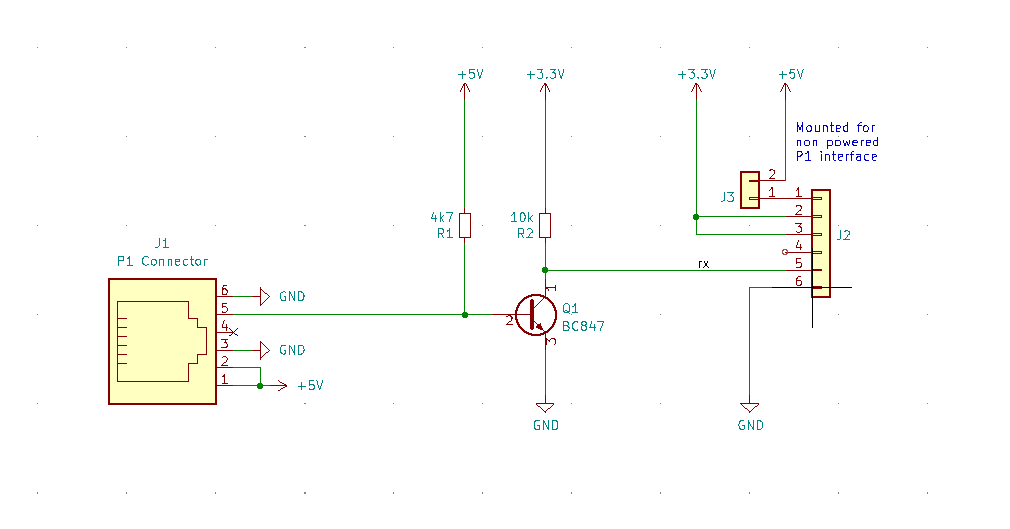 +5V
+3.3V
+3.3V
+5V
Mounted for
non powered
P1 interface
2
1
J3
1
2
3
4
5
6
J2
4k7
R1
10k
R2
rx
J1
P1 Connector
6
5
4
3
2
1
GND
GND
+5V
1
2
3
Q1
BC847
GND
GND